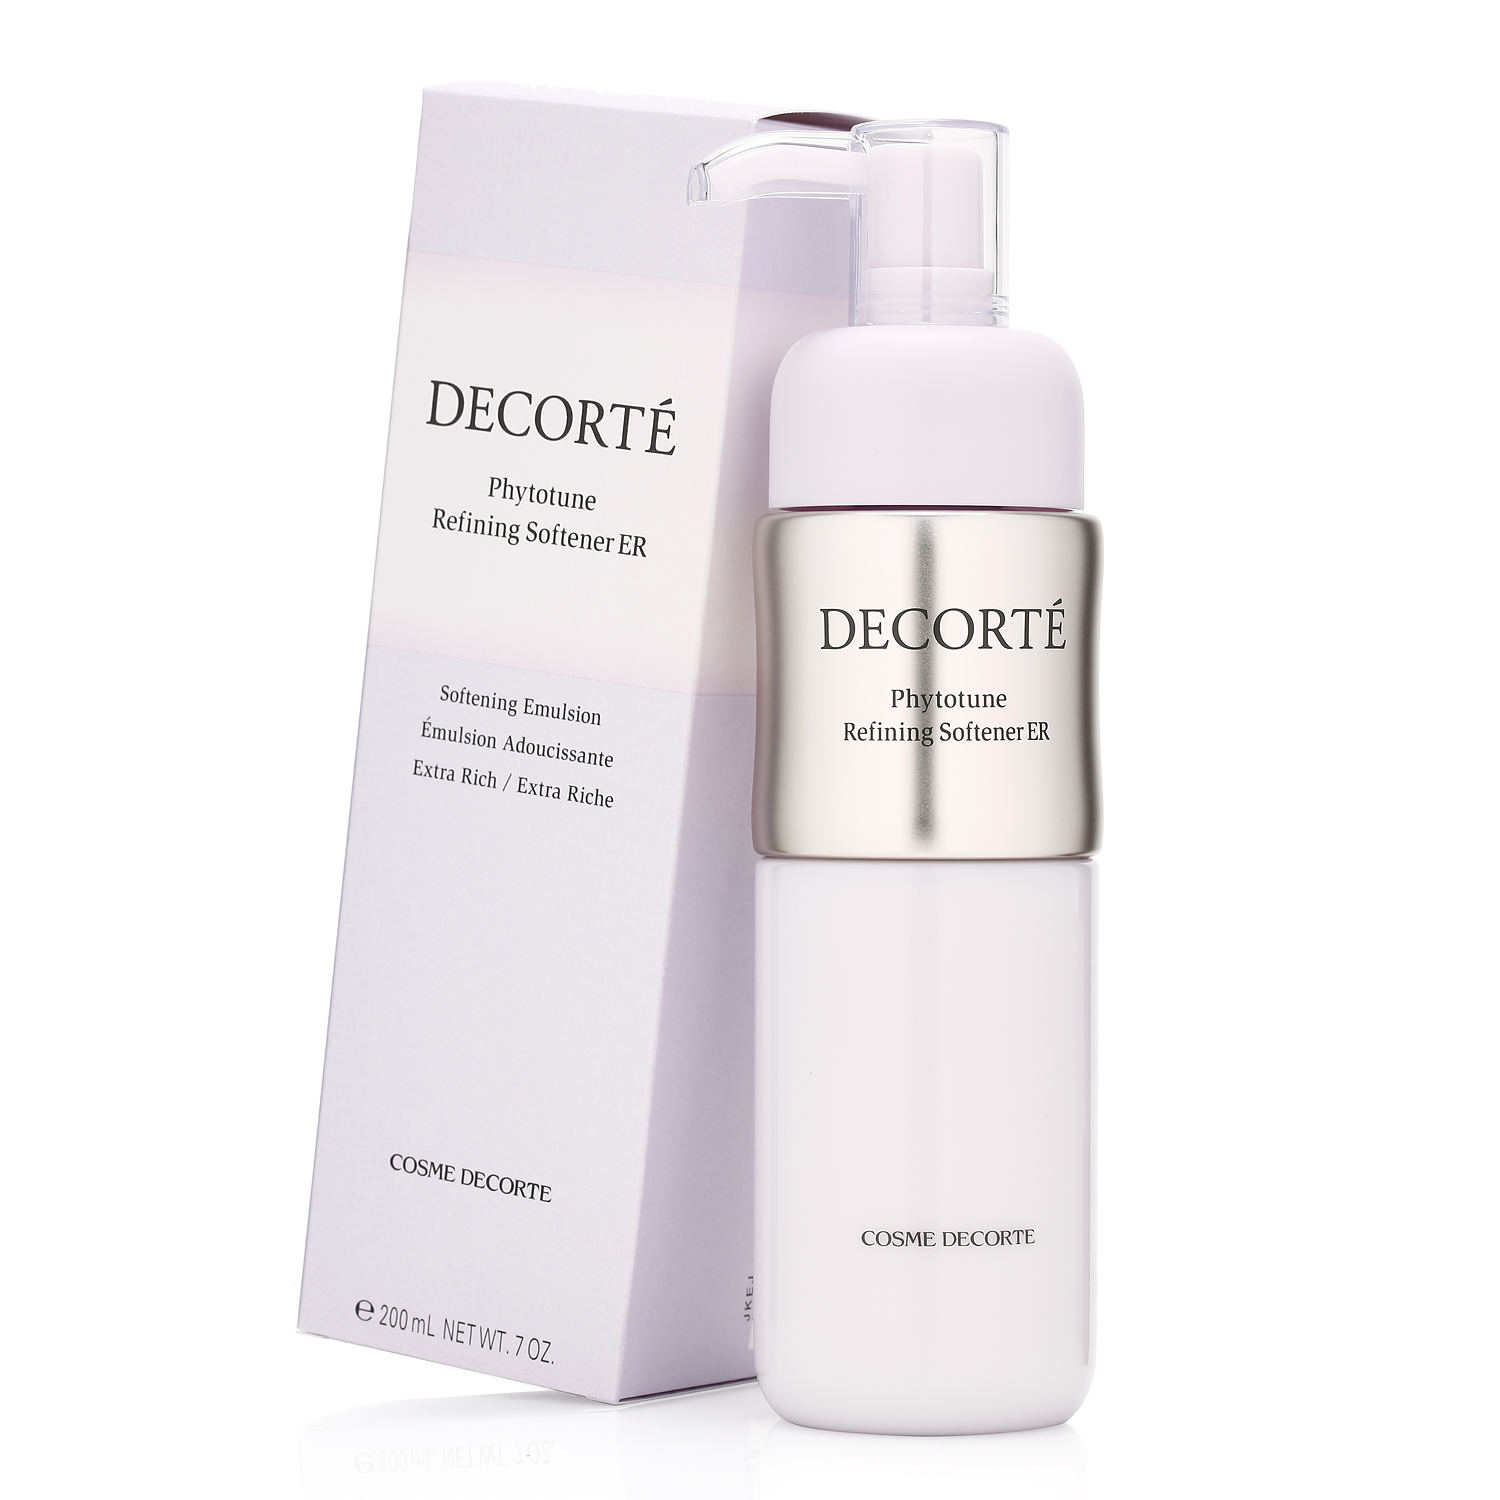 DECORTÉ
Phytotune
Refining Softener ER
Softening Emulsion
Émulsion Adoucissante
Extra Rich / Extra Riche
COSME DECORTE
℮ 200 mL NET WT. 7 OZ.
JKEJ
DECORTÉ
Phytotune
Refining Softener ER
COSME DECORTE